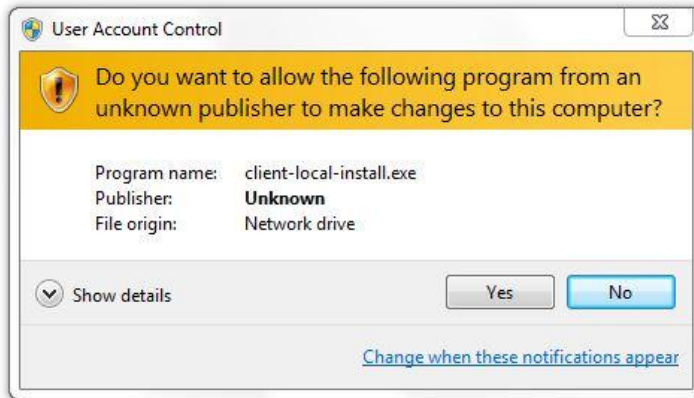 User Account Control
Do you want to allow the following program from an
unknown publisher to make changes to this computer?
Program name: client-local-install.exe
Publisher: Unknown
File origin: Network drive
Show details
Yes
No
Change when these notifications appear